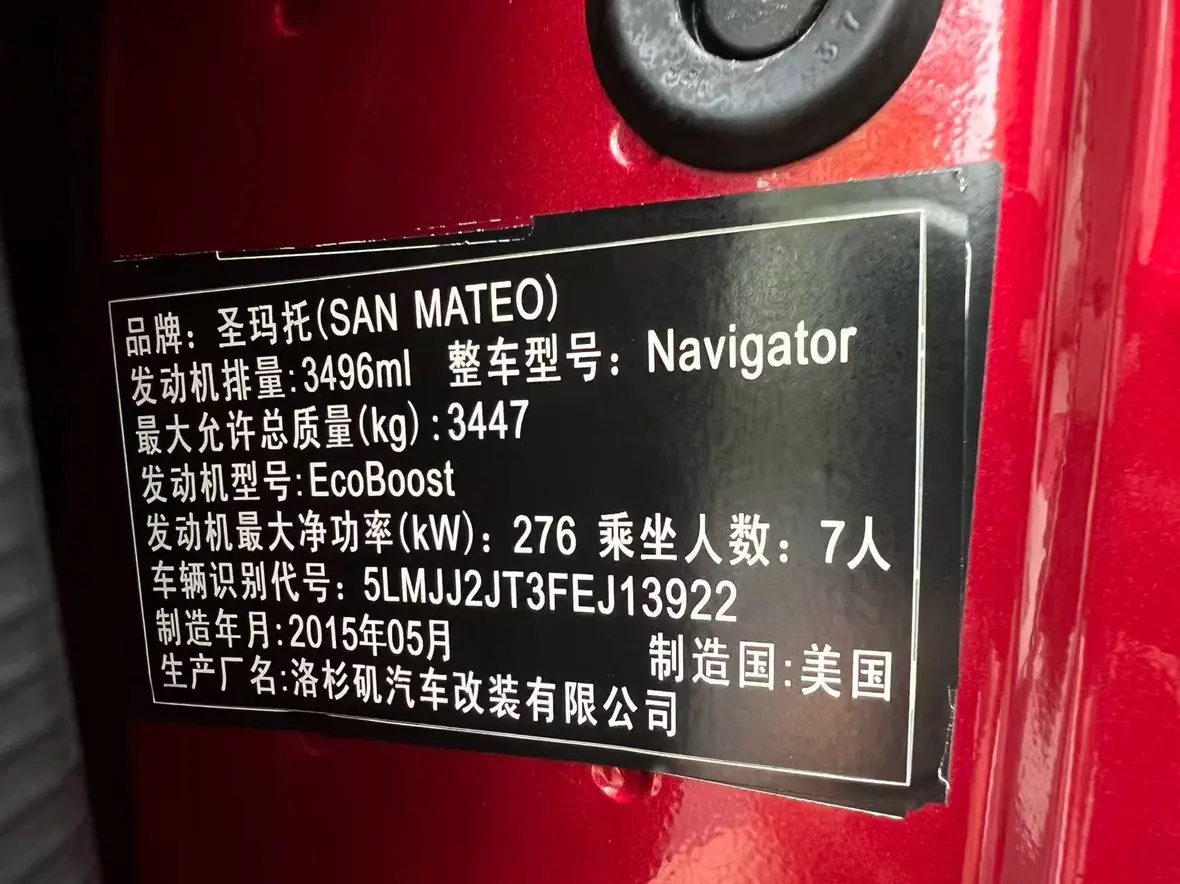 37
品牌：圣玛托(SAN MATEO)
发动机排量:3496ml 整车型号：Navigator
最大允许总质量(kg):3447
发动机型号:EcoBoost
发动机最大净功率(kW)：276 乘坐人数：7人
车辆识别代号：5LMJJ2JT3FEJ13922
制造年月:2015年05月 制造国:美国
生产厂名:洛杉矶汽车改装有限公司